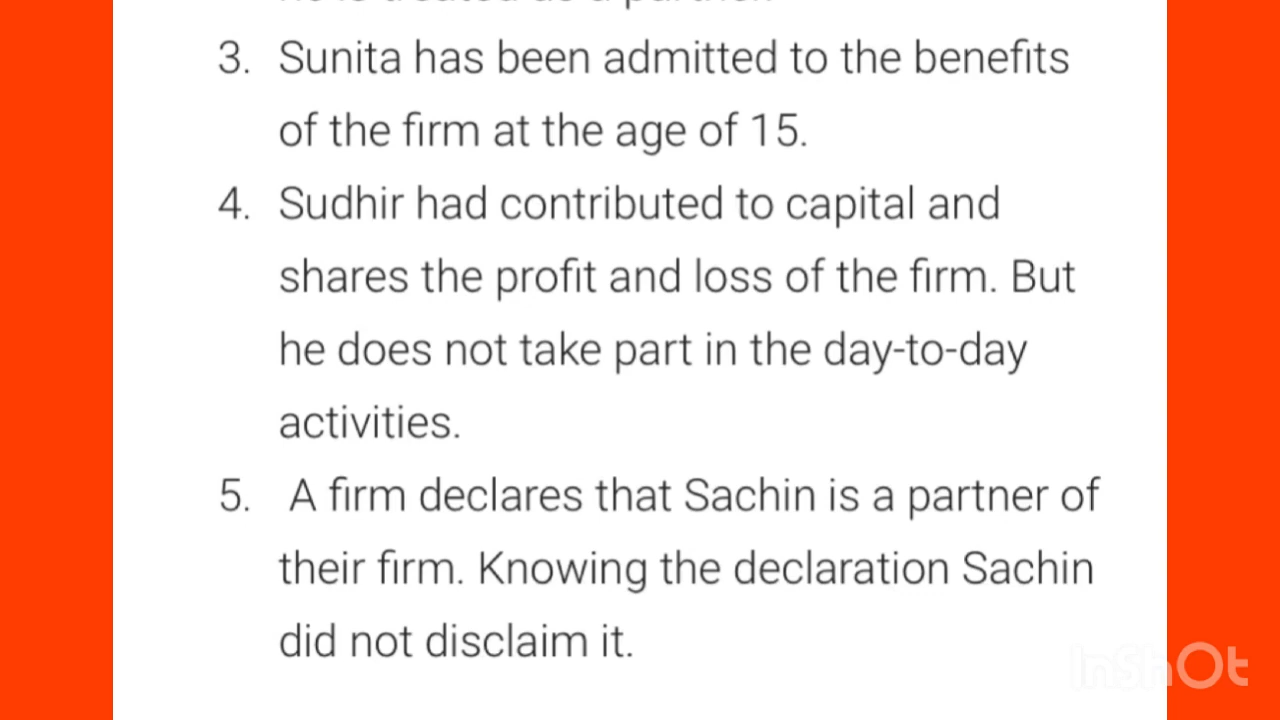 3. Sunita has been admitted to the benefits
of the firm at the age of 15.
4. Sudhir had contributed to capital and
shares the profit and loss of the firm. But
he does not take part in the day-to-day
activities.
5. A firm declares that Sachin is a partner of
their firm. Knowing the declaration Sachin
did not disclaim it.
InShOt